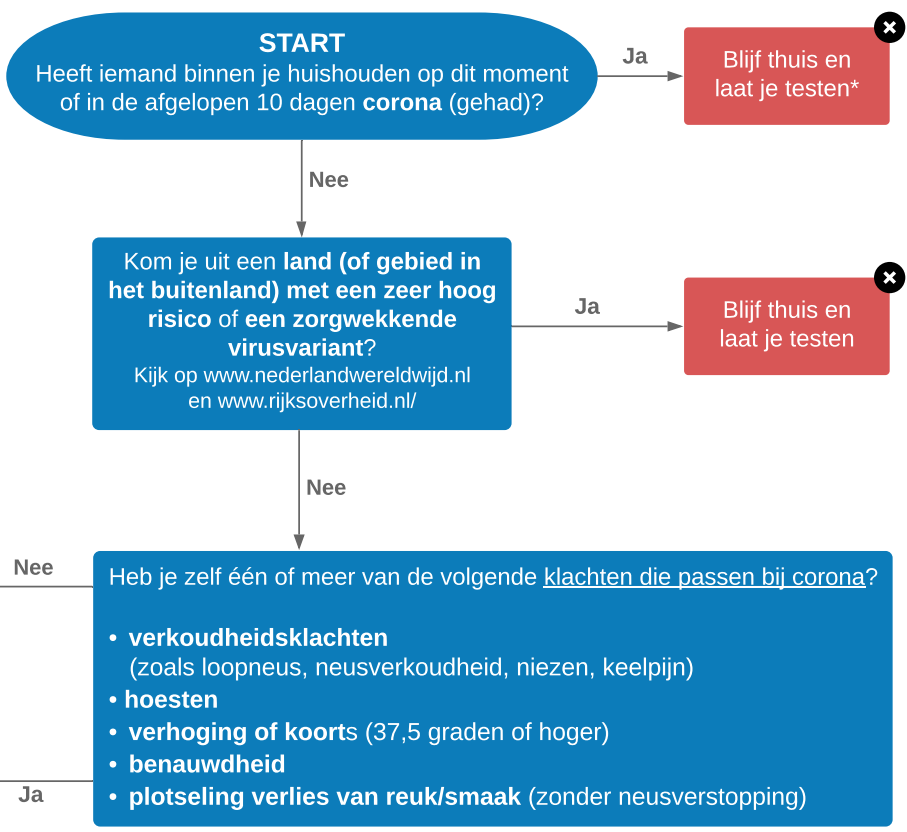 START
Heeft iemand binnen je huishouden op dit moment
of in de afgelopen 10 dagen corona (gehad)?
Ja
Blijf thuis en
laat je testen*
Nee
Kom je uit een land (of gebied in
het buitenland) met een zeer hoog
risico of een zorgwekkende
virusvariant?
Kijk op www.nederlandwereldwijd.nl
en www.rijksoverheid.nl/
Ja
Blijf thuis en
laat je testen
Nee
Nee
Heb je zelf één of meer van de volgende klachten die passen bij corona?
• verkoudheidsklachten
(zoals loopneus, neusverkoudheid, niezen, keelpijn)
• hoesten
• verhoging of koorts (37,5 graden of hoger)
• benauwdheid
• plotseling verlies van reuk/smaak (zonder neusverstopping)
Ja